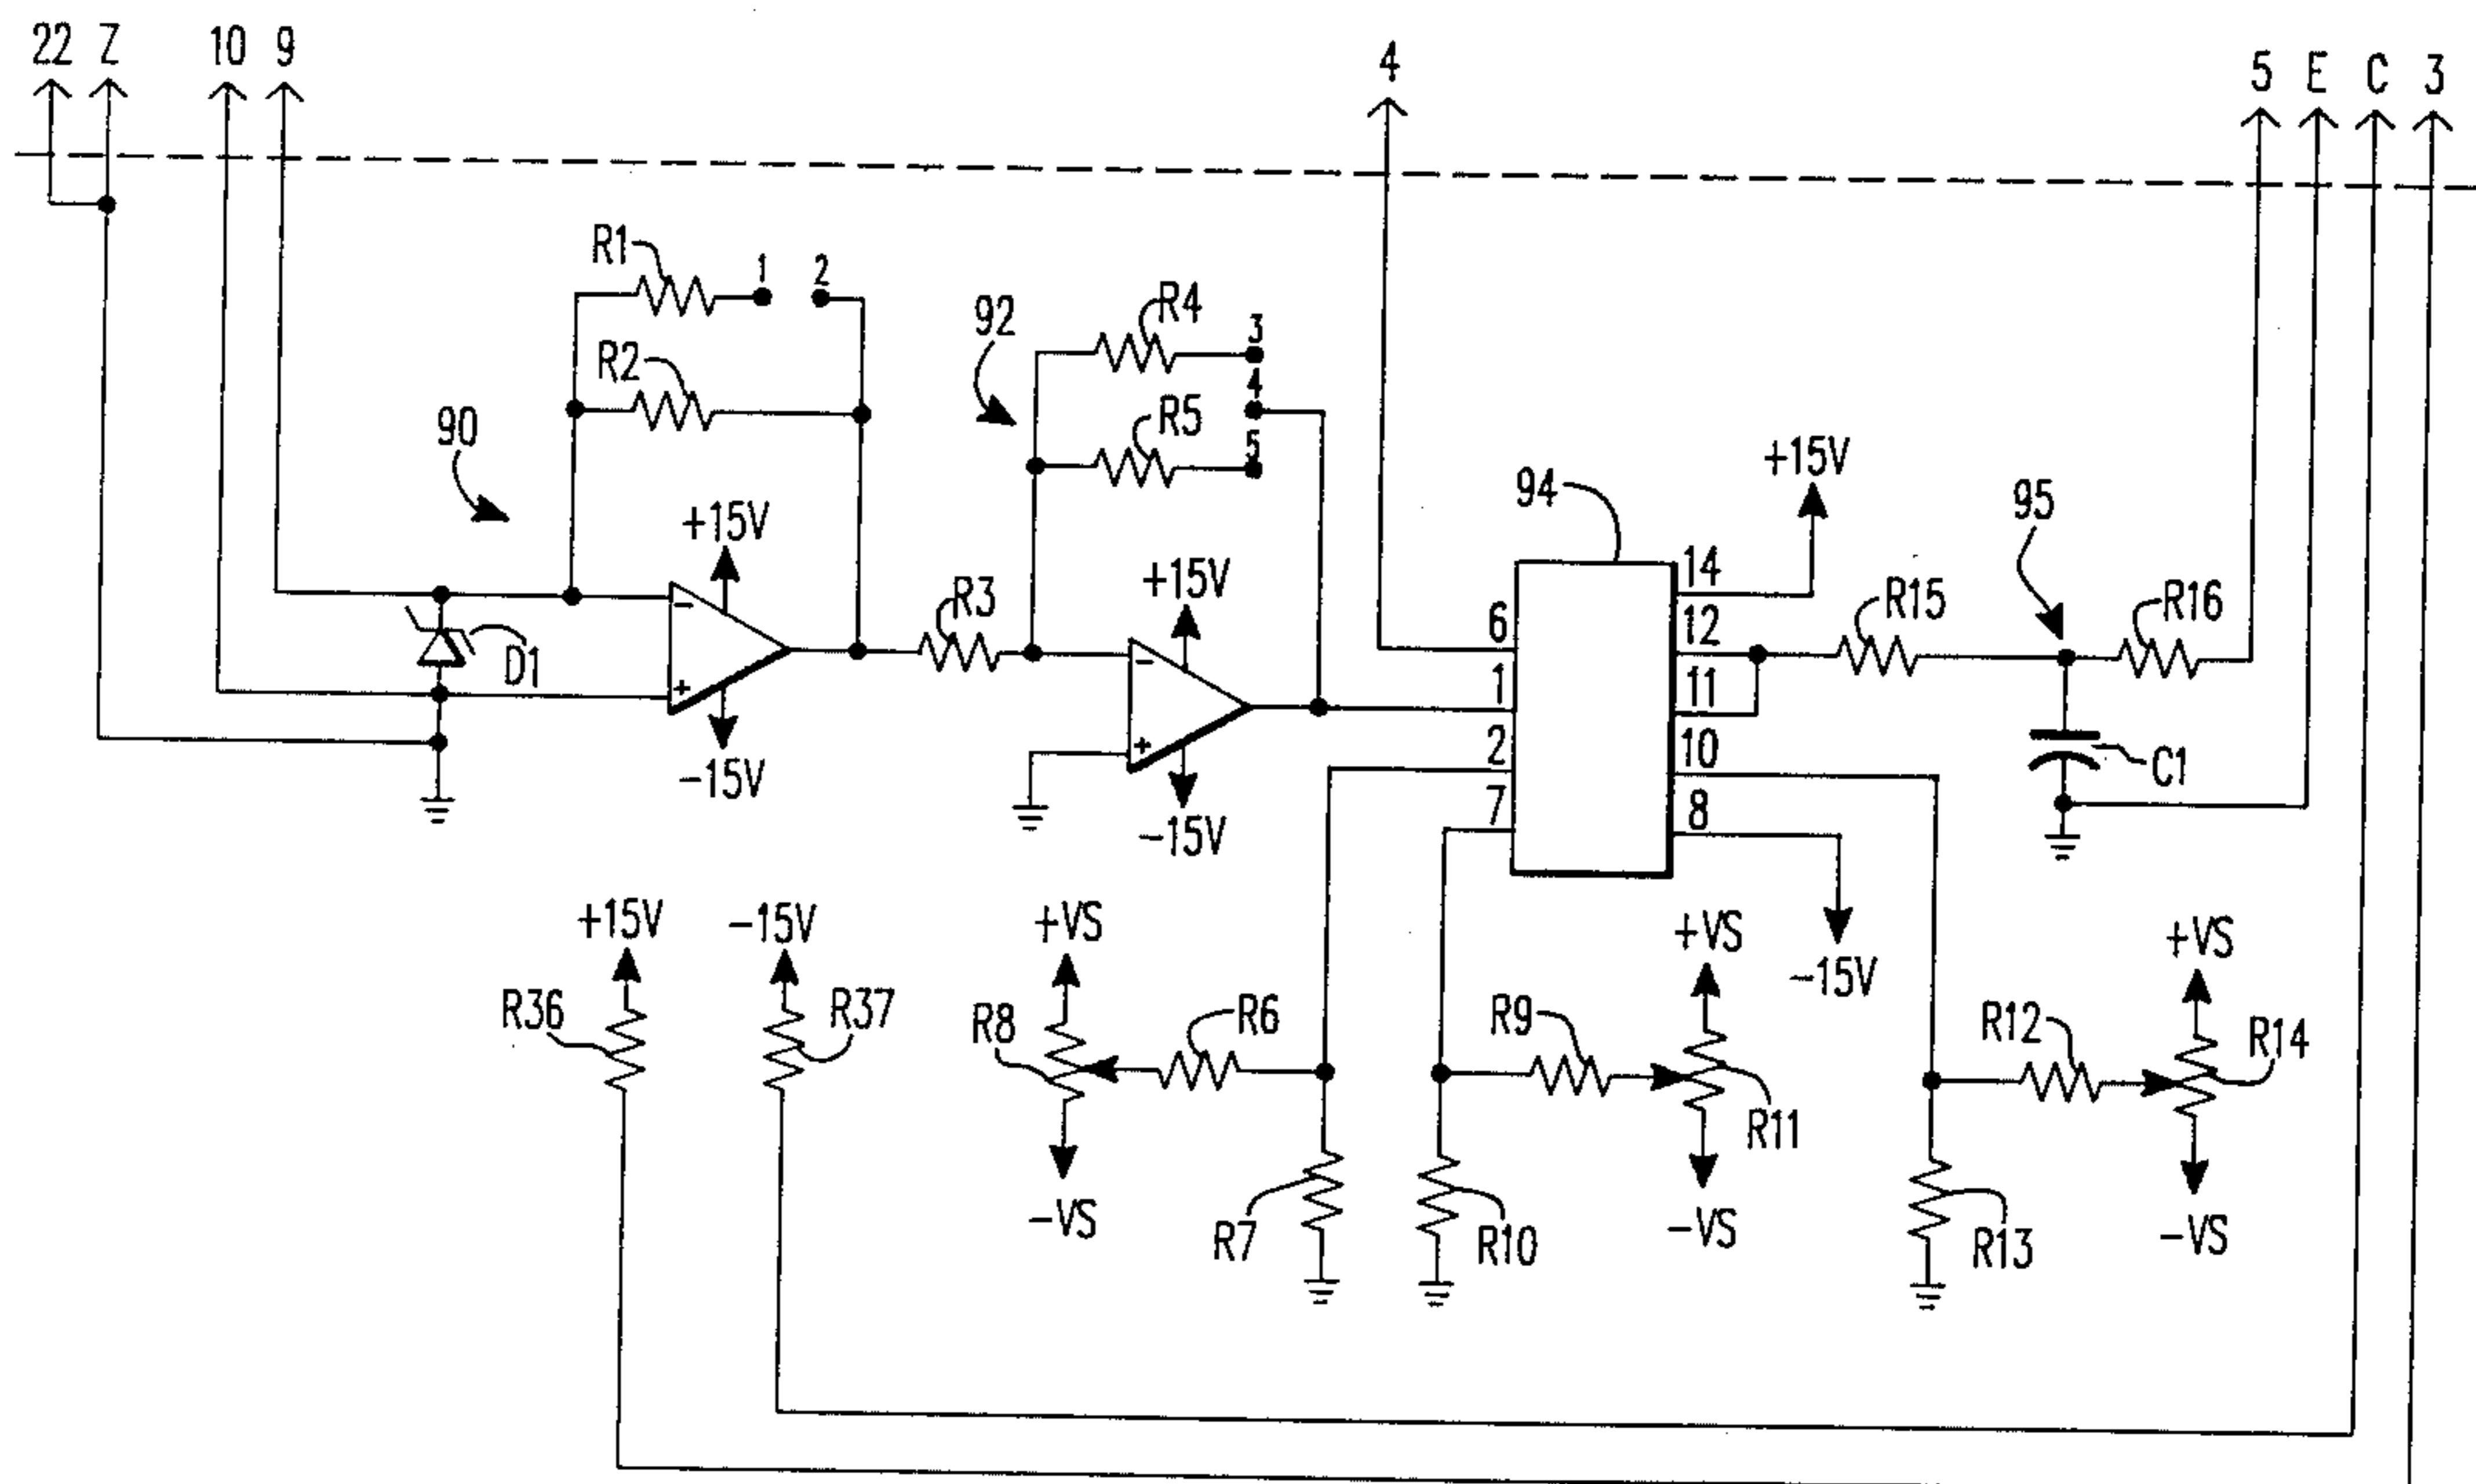 22 Z 10 9 4 5 E C 3
R1 1 2
R2
90
92
R4 3
4
R5 5
+15V
−
+
D1
−15V
R3
+15V
−
+
−15V
94
6
1
2
7
14
12
11
10
8
+15V
−15V
R15
95
R16
C1
+15V
R36
−15V
R37
+VS
R8
−VS
R6
R7
R9
R10
+VS
R11
−VS
R12
R13
+VS
R14
−VS